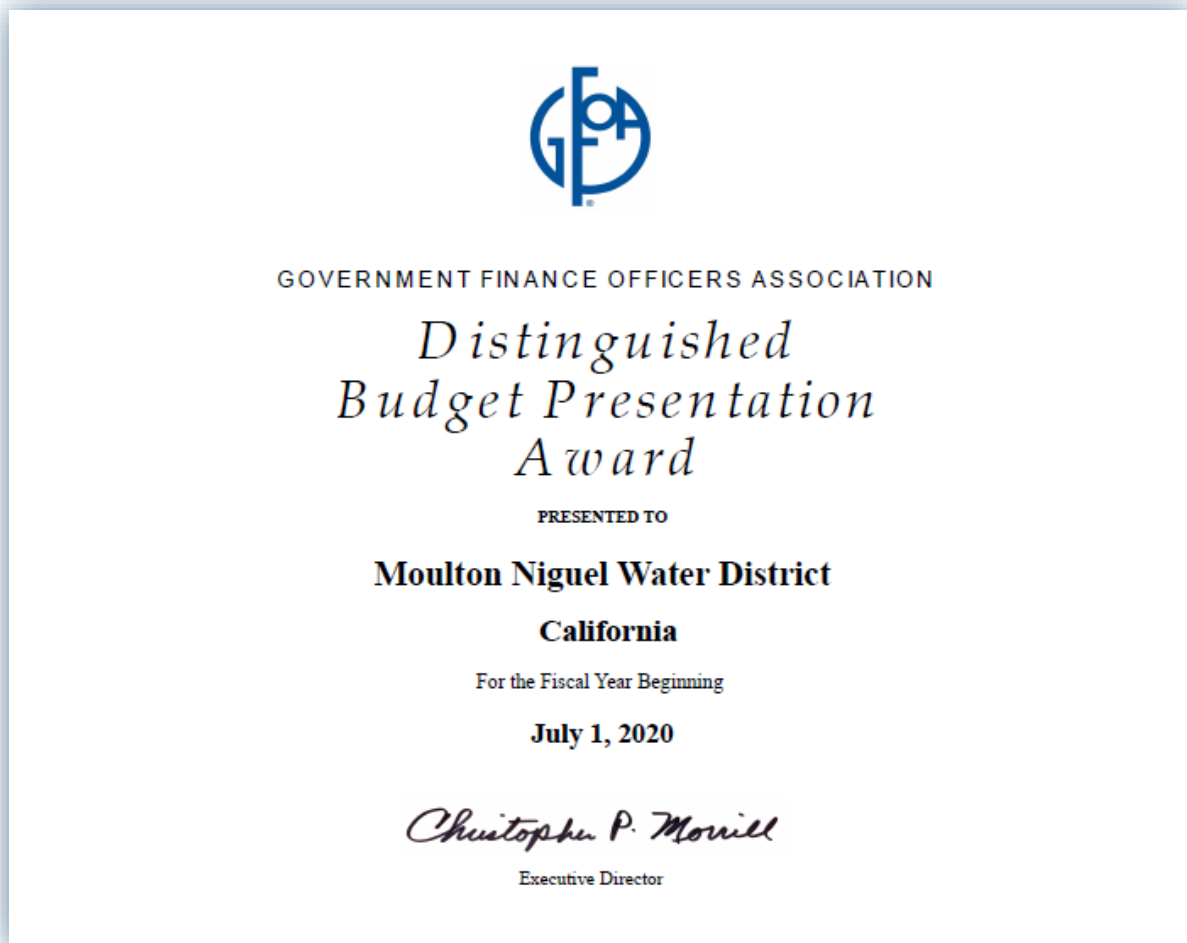 GFOA
®
GOVERNMENT FINANCE OFFICERS ASSOCIATION
Distinguished
Budget Presentation
Award
PRESENTED TO
Moulton Niguel Water District
California
For the Fiscal Year Beginning
July 1, 2020
Christopher P. Morrill
Executive Director